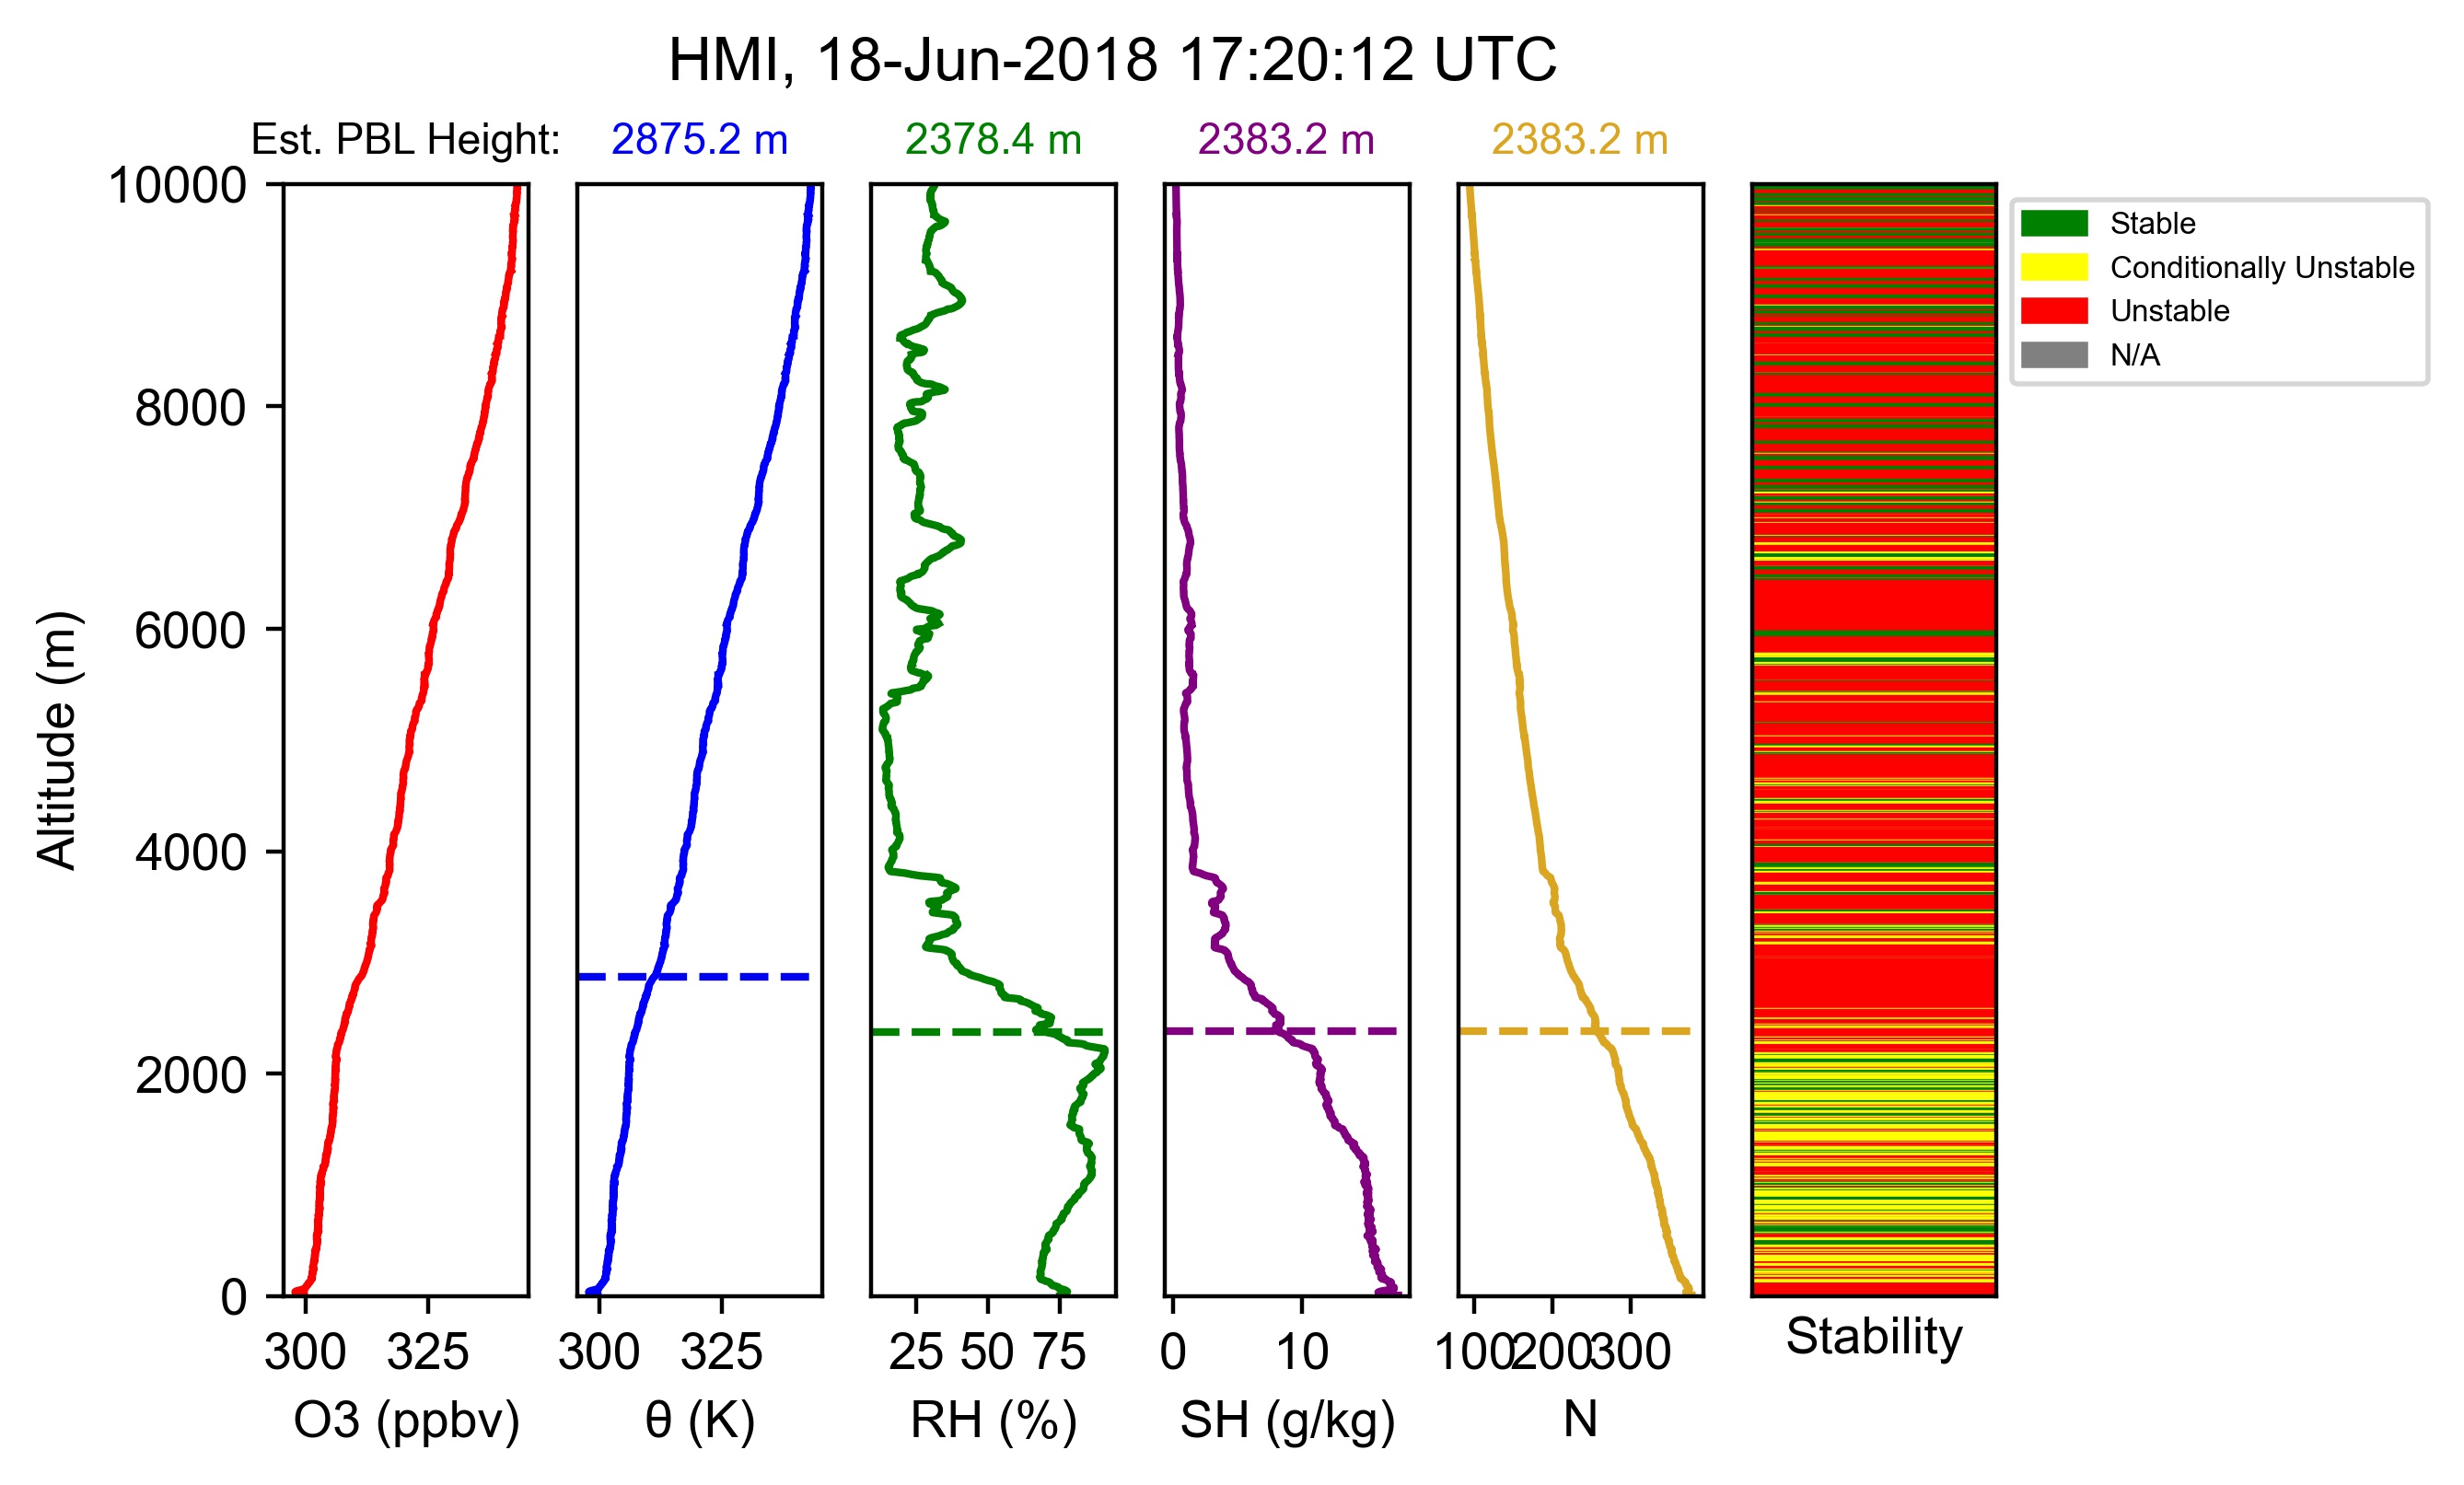 HMI, 18-Jun-2018 17:20:12 UTC
Est. PBL Height: 2875.2 m 2378.4 m 2383.2 m 2383.2 m
10000
8000
6000
4000
2000
0
Altitude (m)
Stable
Conditionally Unstable
Unstable
N/A
300 325 300 325 25 50 75 0 10 100 200 300 Stability
O3 (ppbv) θ (K) RH (%) SH (g/kg) N